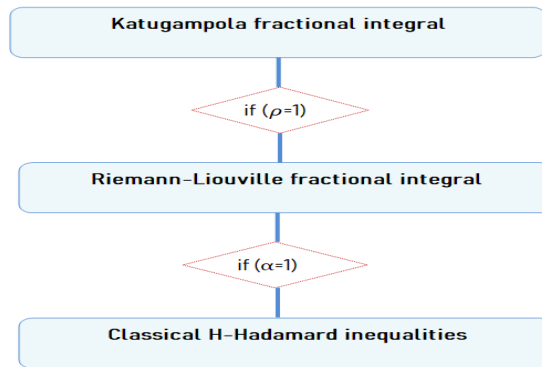 Katugampola fractional integral
if (ρ=1)
Riemann-Liouville fractional integral
if (α=1)
Classical H-Hadamard inequalities